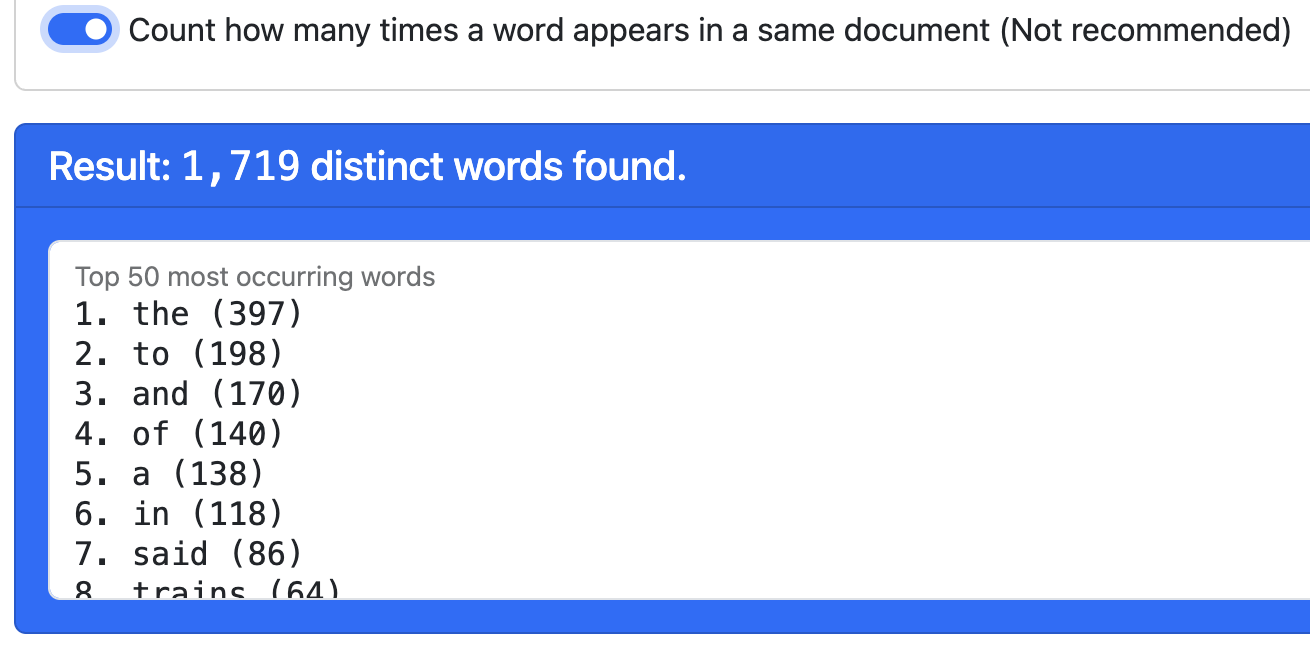 Count how many times a word appears in a same document (Not recommended)
Result: 1,719 distinct words found.
Top 50 most occurring words
1. the (397)
2. to (198)
3. and (170)
4. of (140)
5. a (138)
6. in (118)
7. said (86)
8. trains (64)